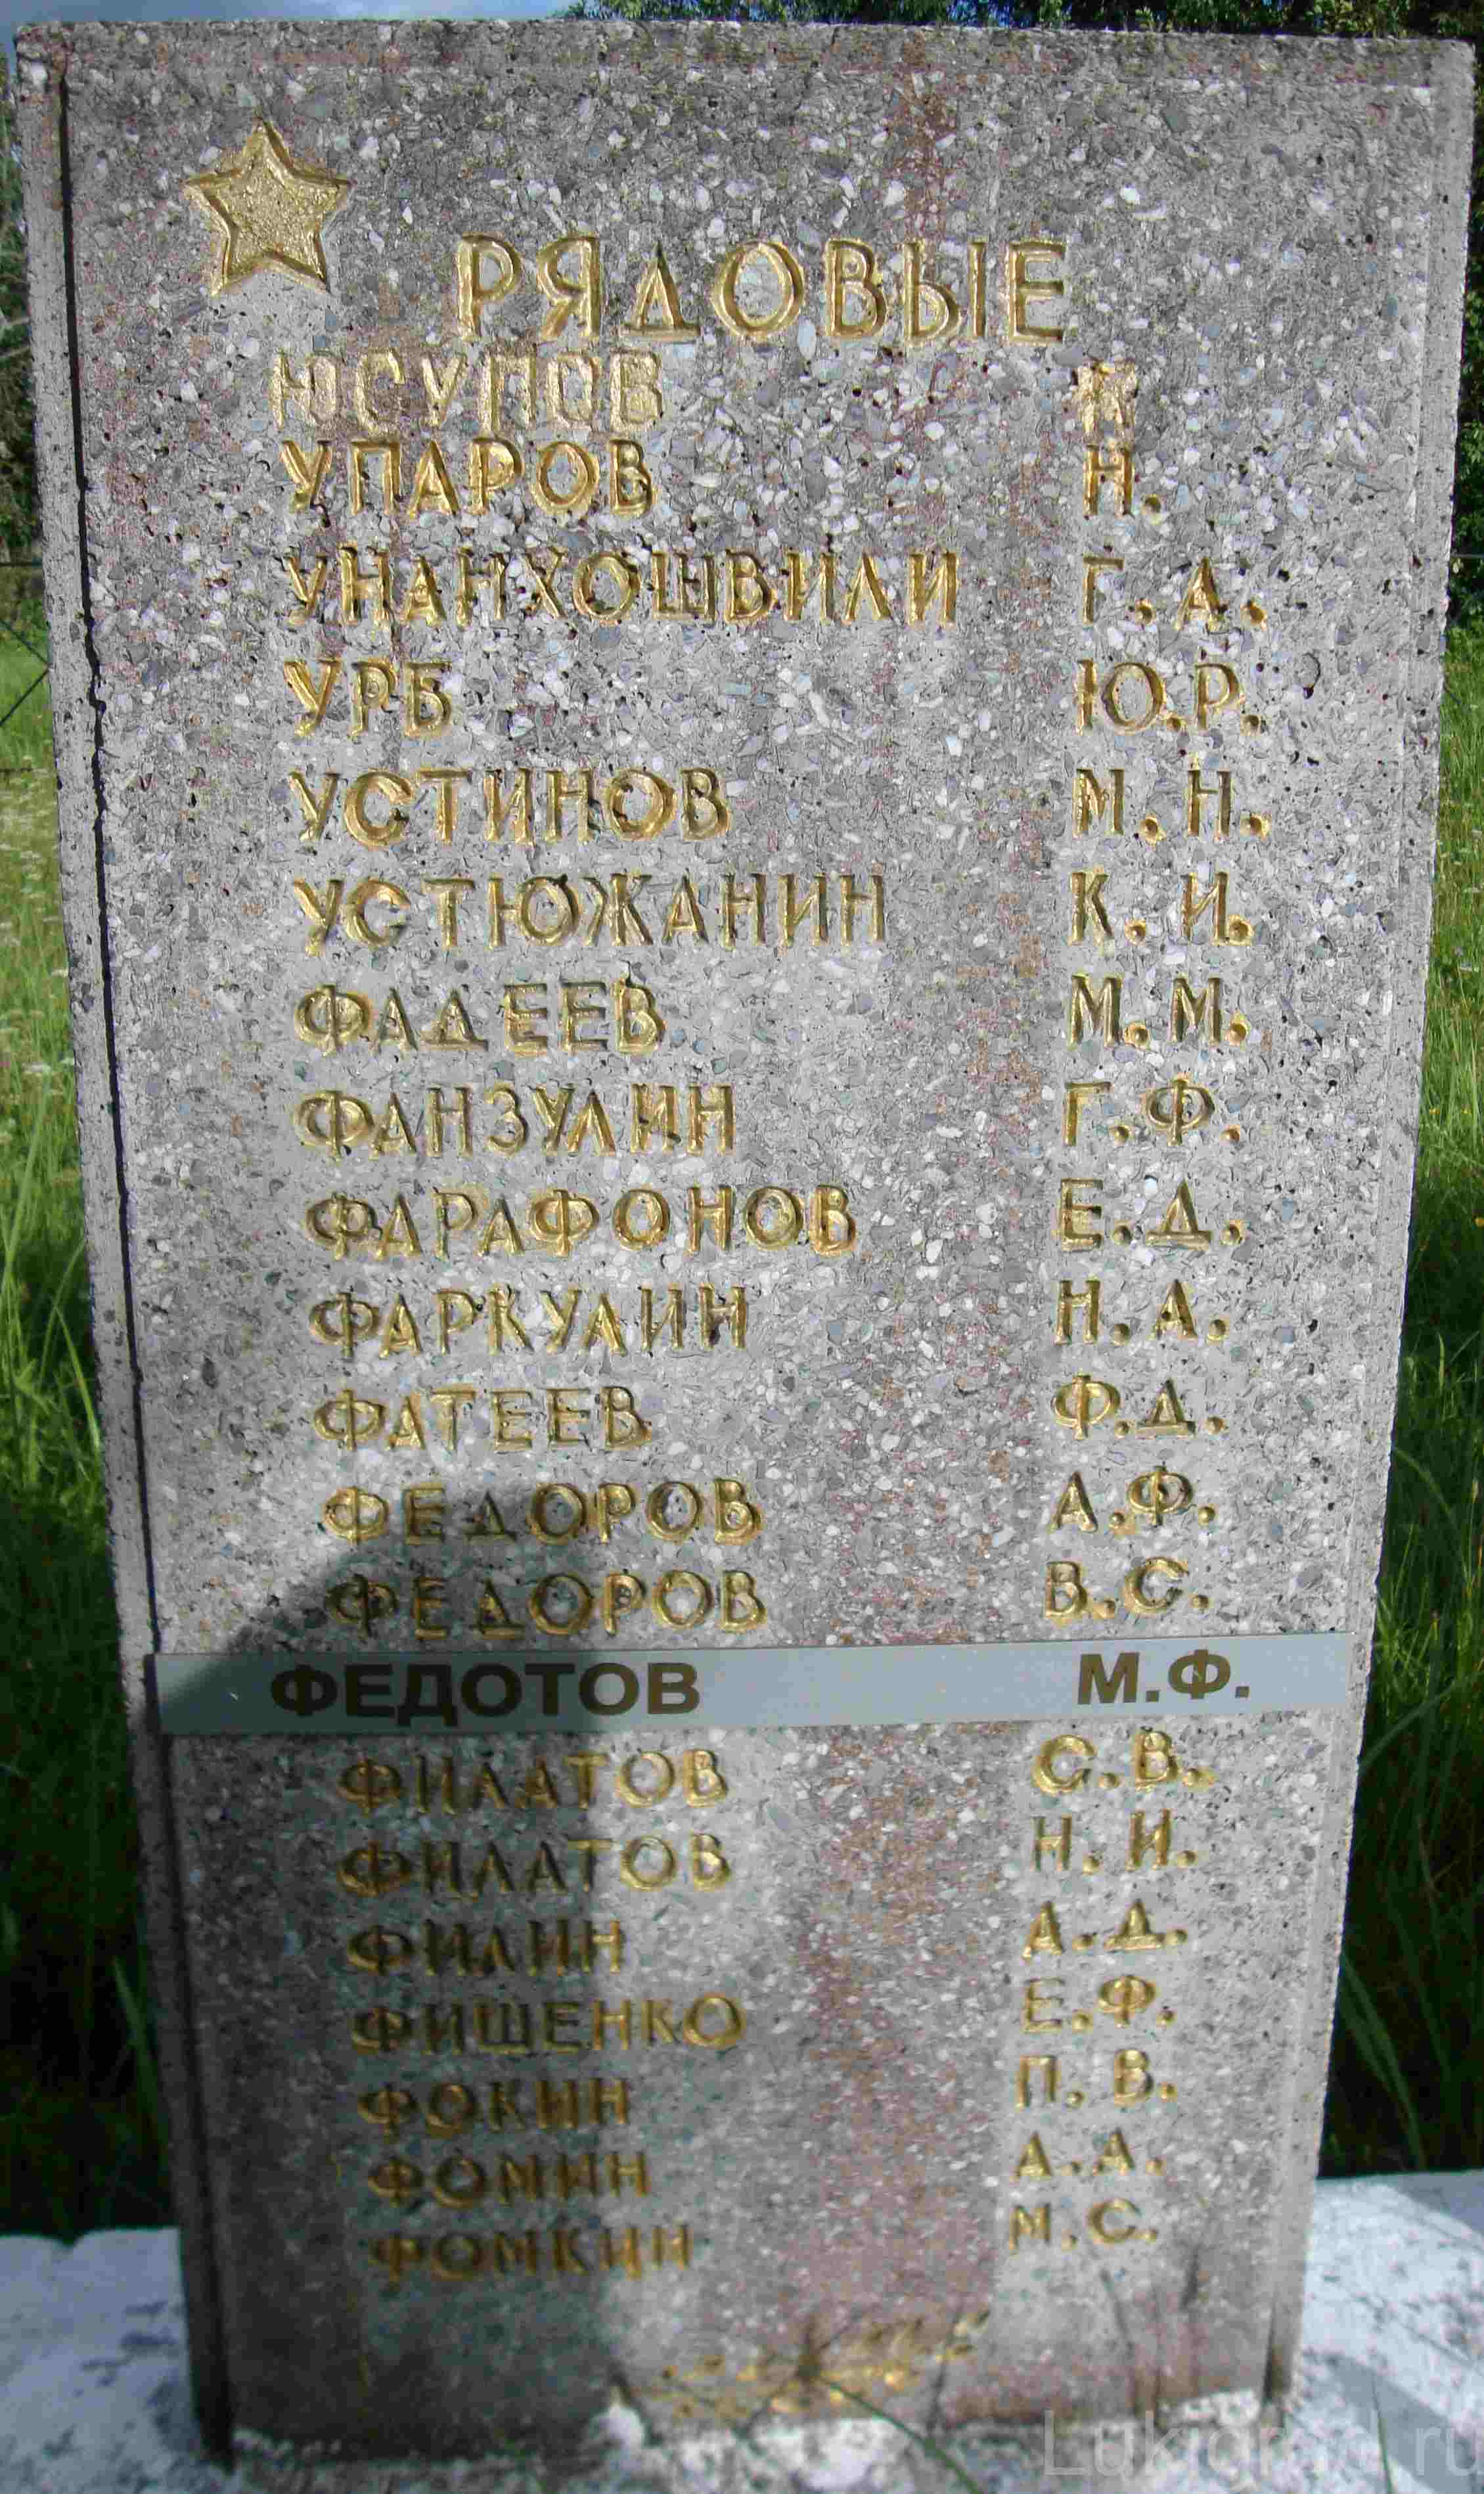 РЯДОВЫЕ
ЮСУПОВ
УПАРОВ Н.
УНАНХОШВИЛИ Г.А.
УРБ Ю.Р.
УСТИНОВ М.Н.
УСТЮЖАНИН К.И.
ФАДЕЕВ М.М.
ФАНЗУЛИН Г.Ф.
ФАРАФОНОВ Е.Д.
ФАРКУЛИН Н.А.
ФАТЕЕВ Ф.Д.
ФЕДОРОВ А.Ф.
ФЕДОРОВ В.С.
ФЕДОТОВ М.Ф.
ФИЛАТОВ С.В.
ФИЛАТОВ Н.И.
ФИЛИН А.Д.
ФИЩЕНКО Е.Ф.
ФОКИН П.В.
ФОМИН А.А.
ФОМКИН М.С.
Lukigrad.ru